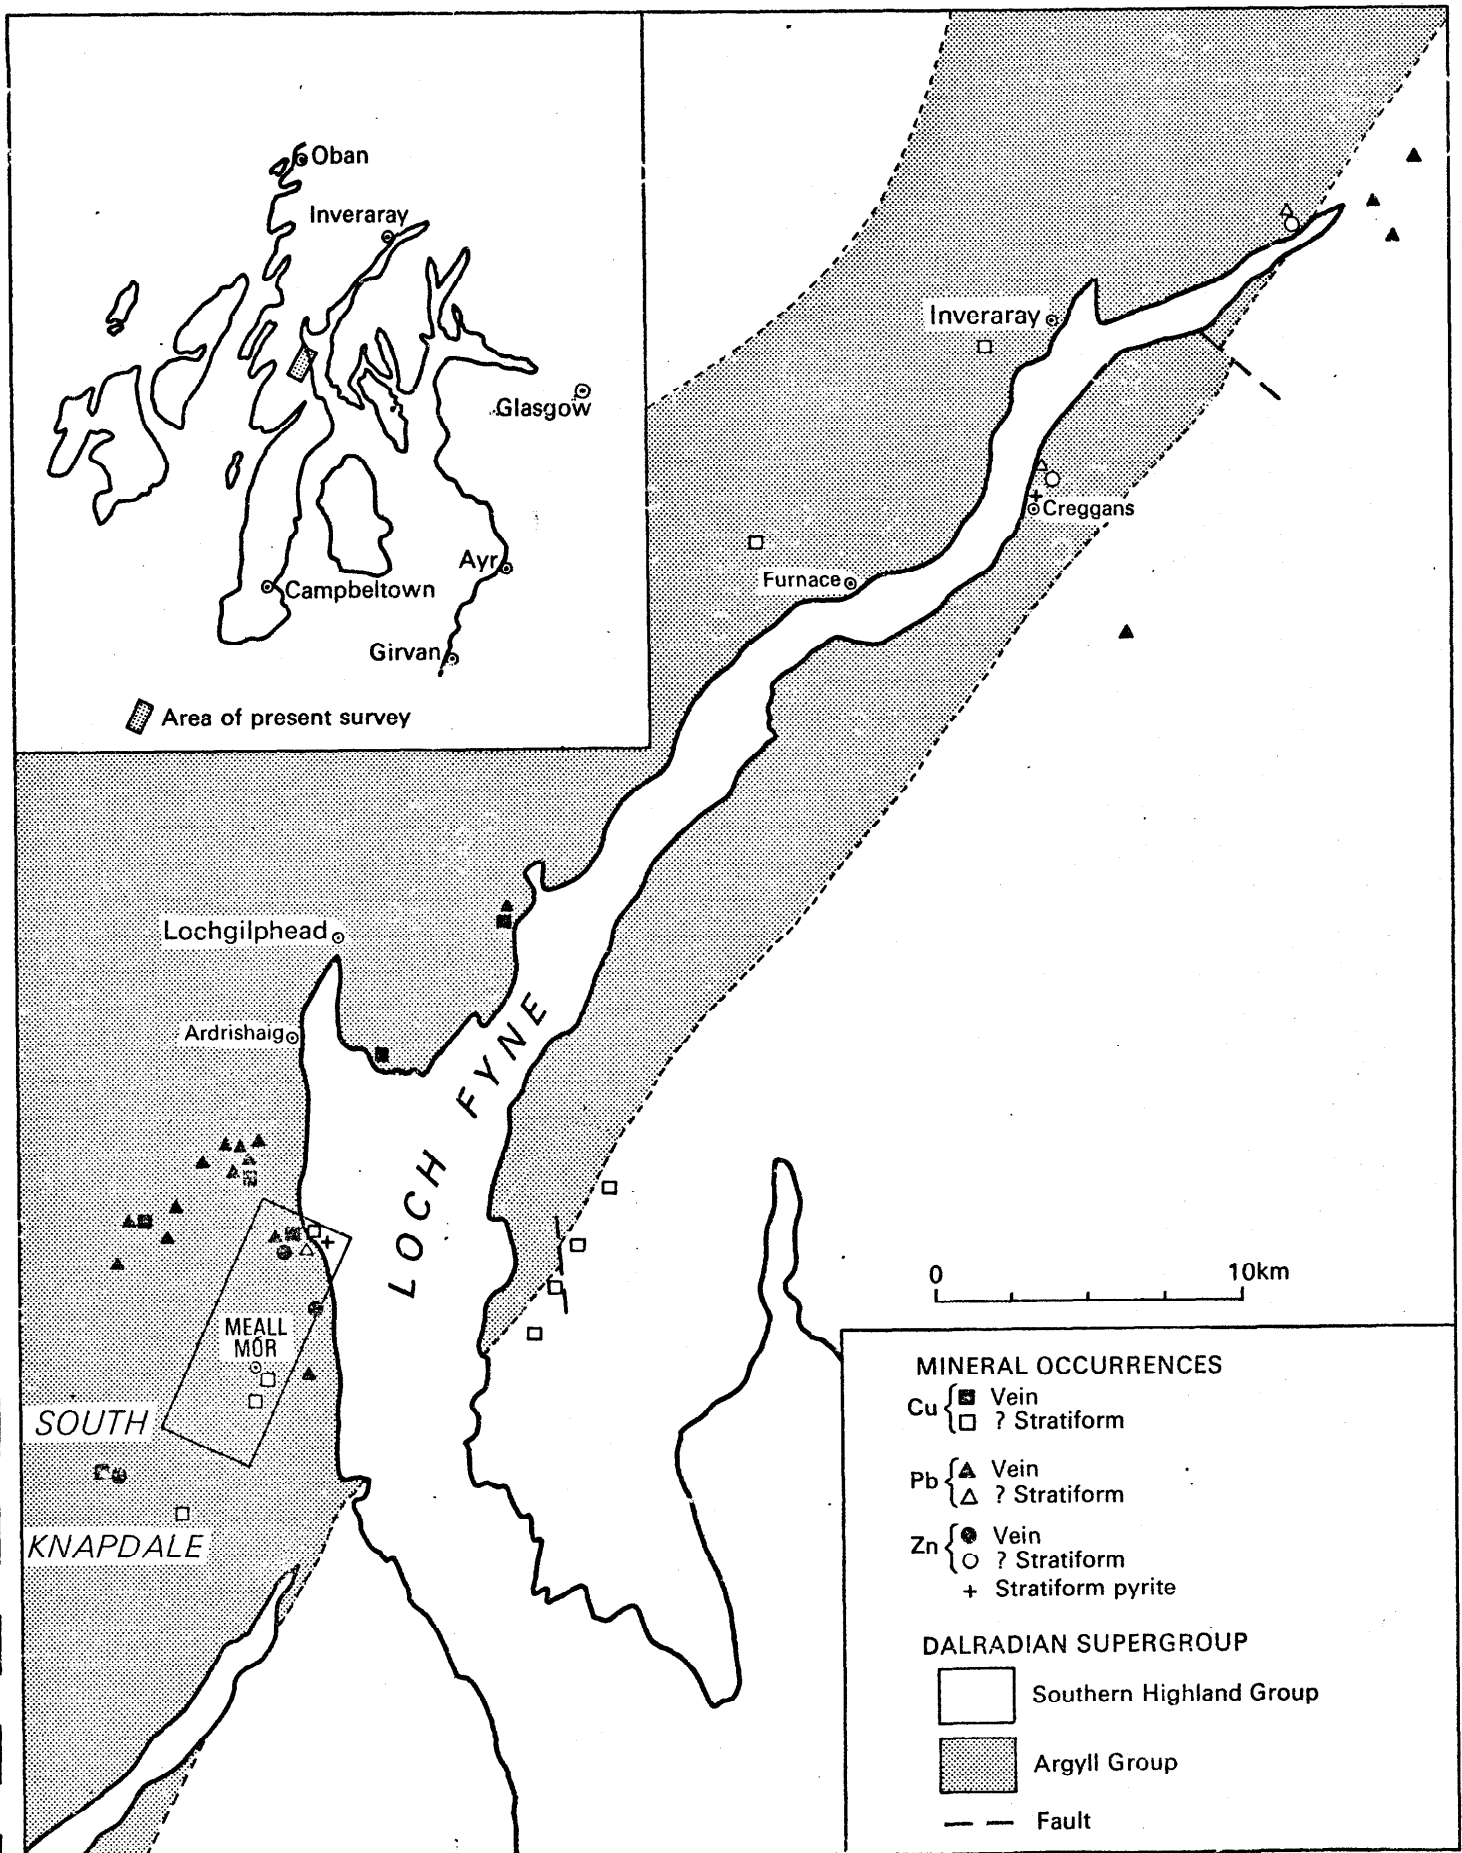 Oban
Inveraray
Glasgow
Ayr
Campbeltown
Girvan
Area of present survey
Inveraray
Creggans
Furnace
Lochgilphead
Ardrishaig
LOCH FYNE
MEALL
MÓR
SOUTH
KNAPDALE
0 10km
MINERAL OCCURRENCES
Cu { Vein
? Stratiform
Pb { Vein
? Stratiform
Zn { Vein
? Stratiform
+ Stratiform pyrite
DALRADIAN SUPERGROUP
Southern Highland Group
Argyll Group
Fault